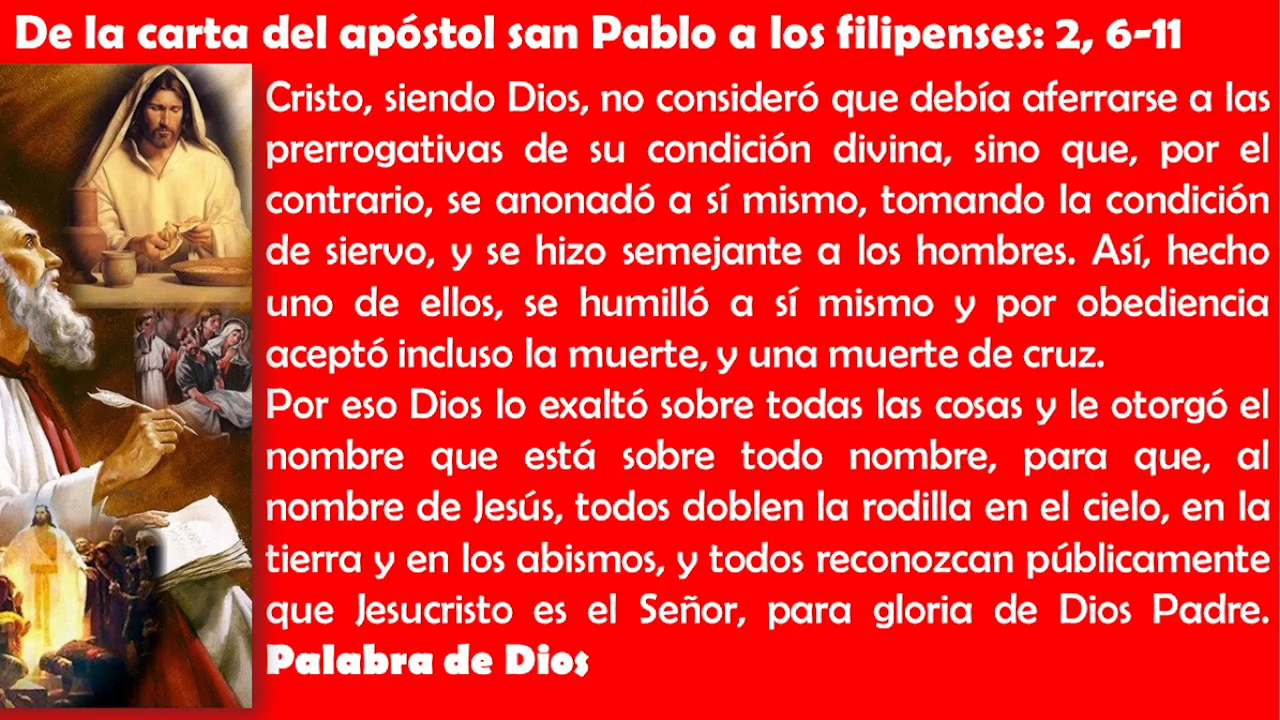 De la carta del apóstol san Pablo a los filipenses: 2, 6-11
Cristo, siendo Dios, no consideró que debía aferrarse a las
prerrogativas de su condición divina, sino que, por el
contrario, se anonadó a sí mismo, tomando la condición
de siervo, y se hizo semejante a los hombres. Así, hecho
uno de ellos, se humilló a sí mismo y por obediencia
aceptó incluso la muerte, y una muerte de cruz.
Por eso Dios lo exaltó sobre todas las cosas y le otorgó el
nombre que está sobre todo nombre, para que, al
nombre de Jesús, todos doblen la rodilla en el cielo, en la
tierra y en los abismos, y todos reconozcan públicamente
que Jesucristo es el Señor, para gloria de Dios Padre.
Palabra de Dios